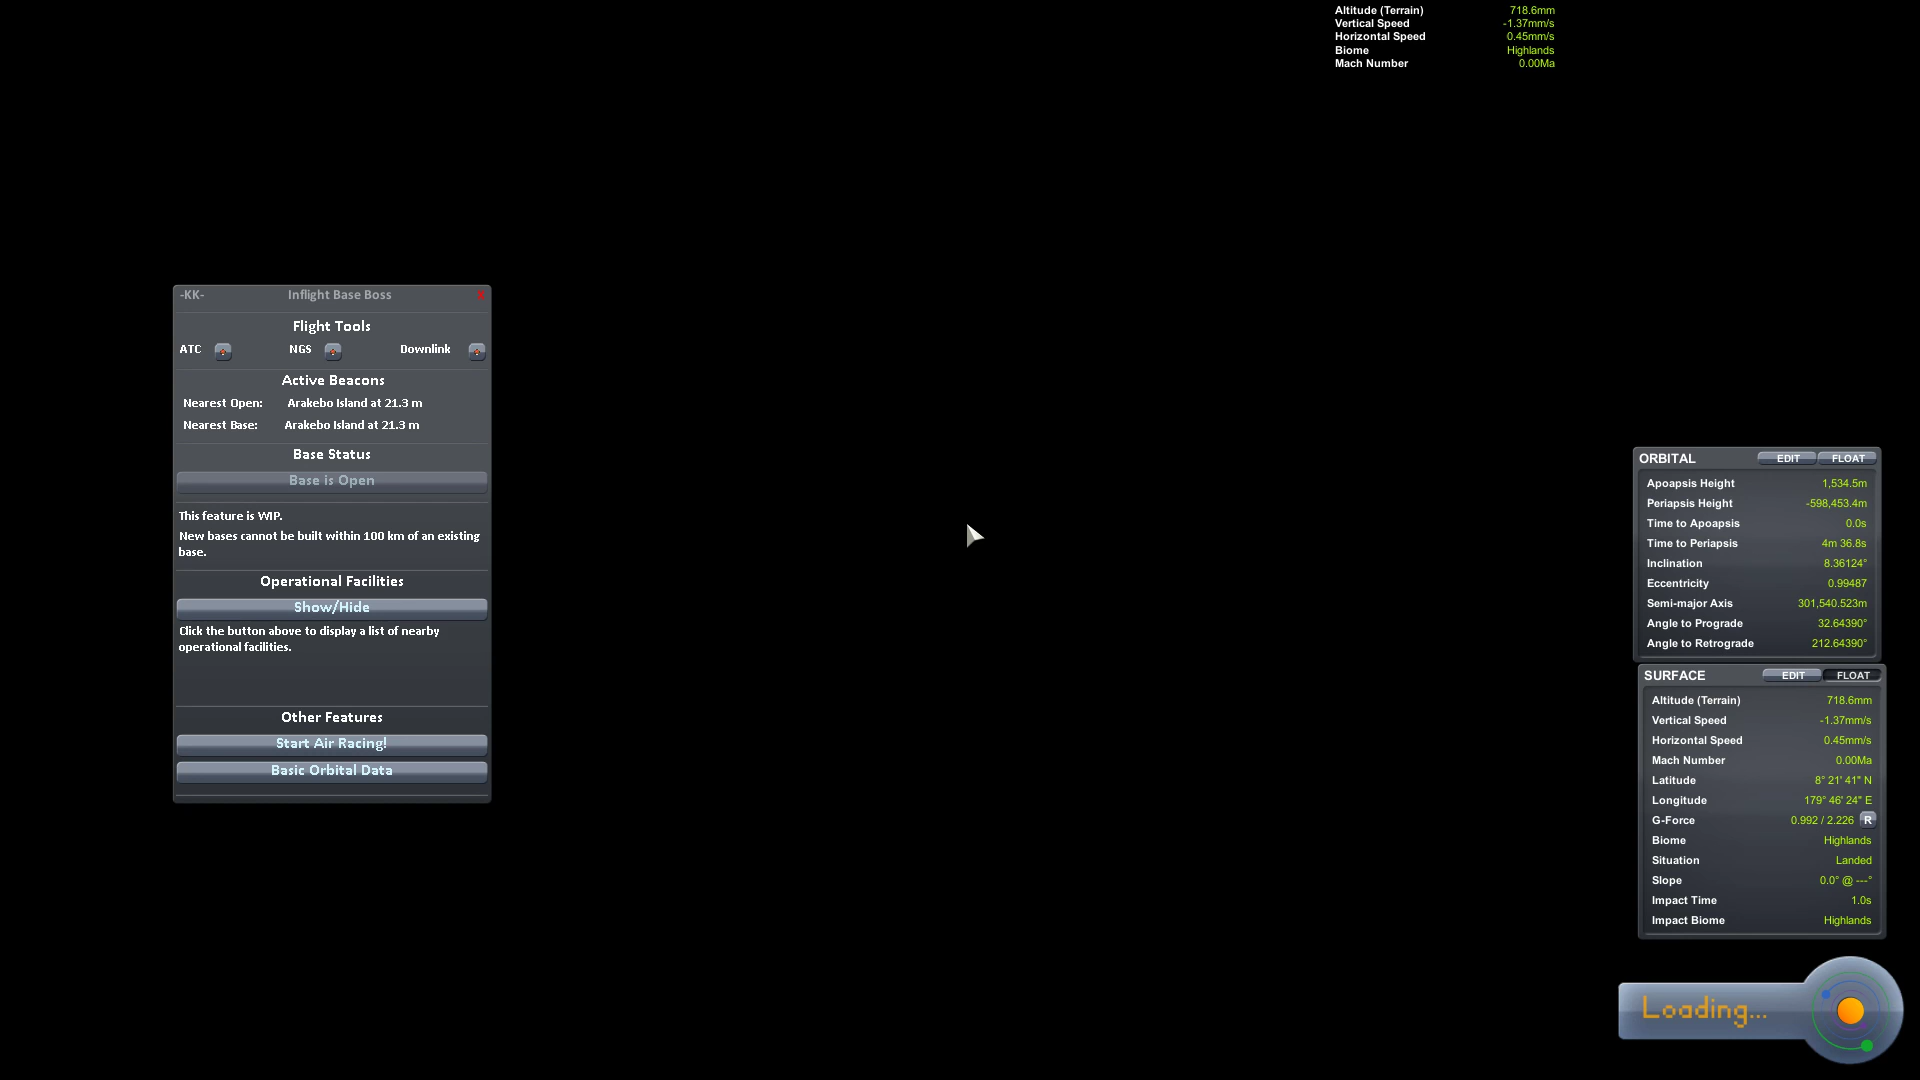 Altitude (Terrain) 718.6mm
Vertical Speed -1.37mm/s
Horizontal Speed 0.45mm/s
Biome Highlands
Mach Number 0.00Ma
-KK- Inflight Base Boss X
Flight Tools
ATC NGS Downlink
Active Beacons
Nearest Open: Arakebo Island at 21.3 m
Nearest Base: Arakebo Island at 21.3 m
Base Status
Base is Open
This feature is WIP.
New bases cannot be built within 100 km of an existing
base.
Operational Facilities
Show/Hide
Click the button above to display a list of nearby
operational facilities.
Other Features
Start Air Racing!
Basic Orbital Data
ORBITAL EDIT FLOAT
Apoapsis Height 1,534.5m
Periapsis Height -598,453.4m
Time to Apoapsis 0.0s
Time to Periapsis 4m 36.8s
Inclination 8.36124°
Eccentricity 0.99487
Semi-major Axis 301,540.523m
Angle to Prograde 32.64390°
Angle to Retrograde 212.64390°
SURFACE EDIT FLOAT
Altitude (Terrain) 718.6mm
Vertical Speed -1.37mm/s
Horizontal Speed 0.45mm/s
Mach Number 0.00Ma
Latitude 8° 21' 41" N
Longitude 179° 46' 24" E
G-Force 0.992 / 2.226 R
Biome Highlands
Situation Landed
Slope 0.0° @ ---°
Impact Time 1.0s
Impact Biome Highlands
Loading...